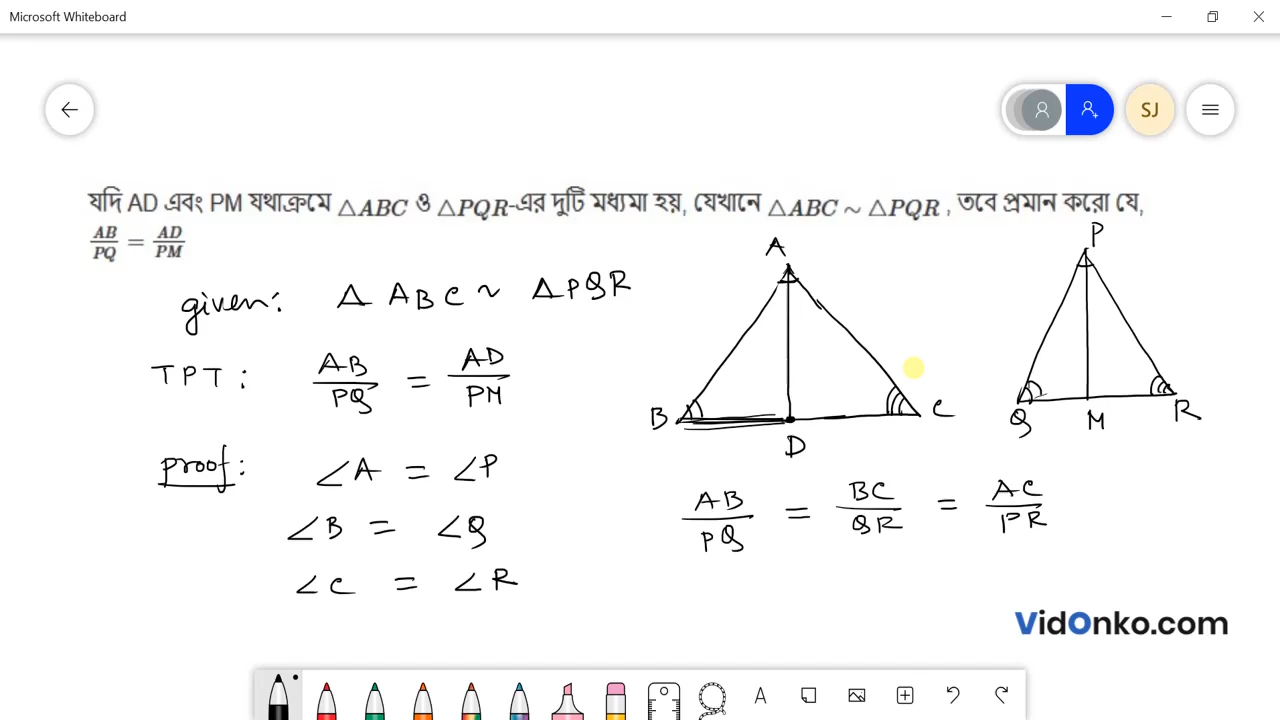 Microsoft Whiteboard
SJ
যদি AD এবং PM যথাক্রমে △ABC ও △PQR-এর দুটি মধ্যমা হয়, যেখানে △ABC ~ △PQR , তবে প্রমান করো যে,
AB/PQ = AD/PM
given: △ ABC ~ △PQR
TPT: AB/PQ = AD/PM
proof: ∠A = ∠P
∠B = ∠Q
∠C = ∠R
A
B
D
C
P
Q
M
R
AB/PQ = BC/QR = AC/PR
VidOnko.com
A